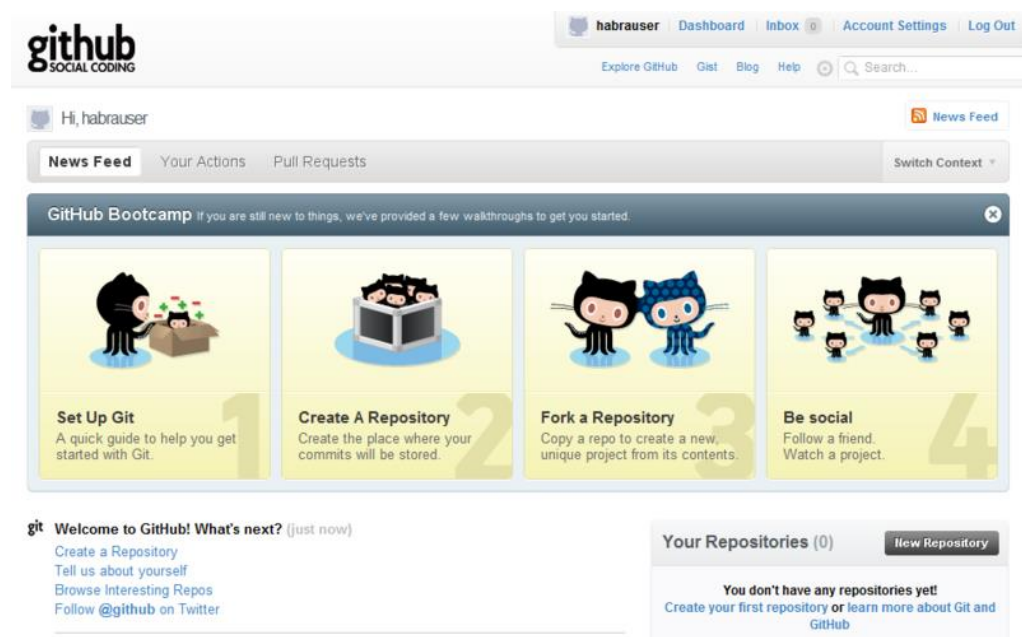 github
SOCIAL CODING
habrauser Dashboard Inbox 0 Account Settings Log Out
Explore GitHub Gist Blog Help Search...
Hi, habrauser
News Feed
News Feed Your Actions Pull Requests
Switch Context
GitHub Bootcamp If you are still new to things, we've provided a few walkthroughs to get you started.
1
Set Up Git
A quick guide to help you get
started with Git.
2
Create A Repository
Create the place where your
commits will be stored.
3
Fork a Repository
Copy a repo to create a new,
unique project from its contents.
4
Be social
Follow a friend.
Watch a project.
git Welcome to GitHub! What's next? (just now)
Create a Repository
Tell us about yourself
Browse Interesting Repos
Follow @github on Twitter
Your Repositories (0)
New Repository
You don't have any repositories yet!
Create your first repository or learn more about Git and
GitHub